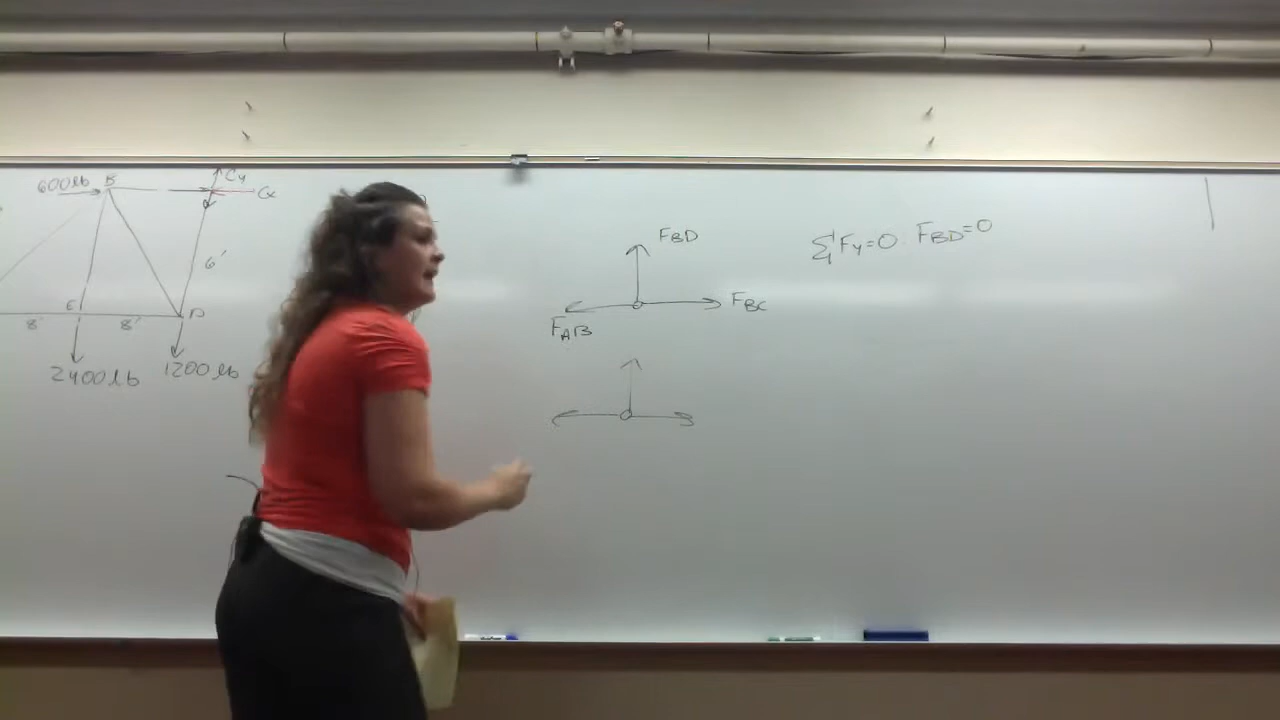 600lb B Cy
Cx
6'
E D
8' 8'
2400lb 1200lb
FBD
FAB FBC
ΣFy=0 FBD=0